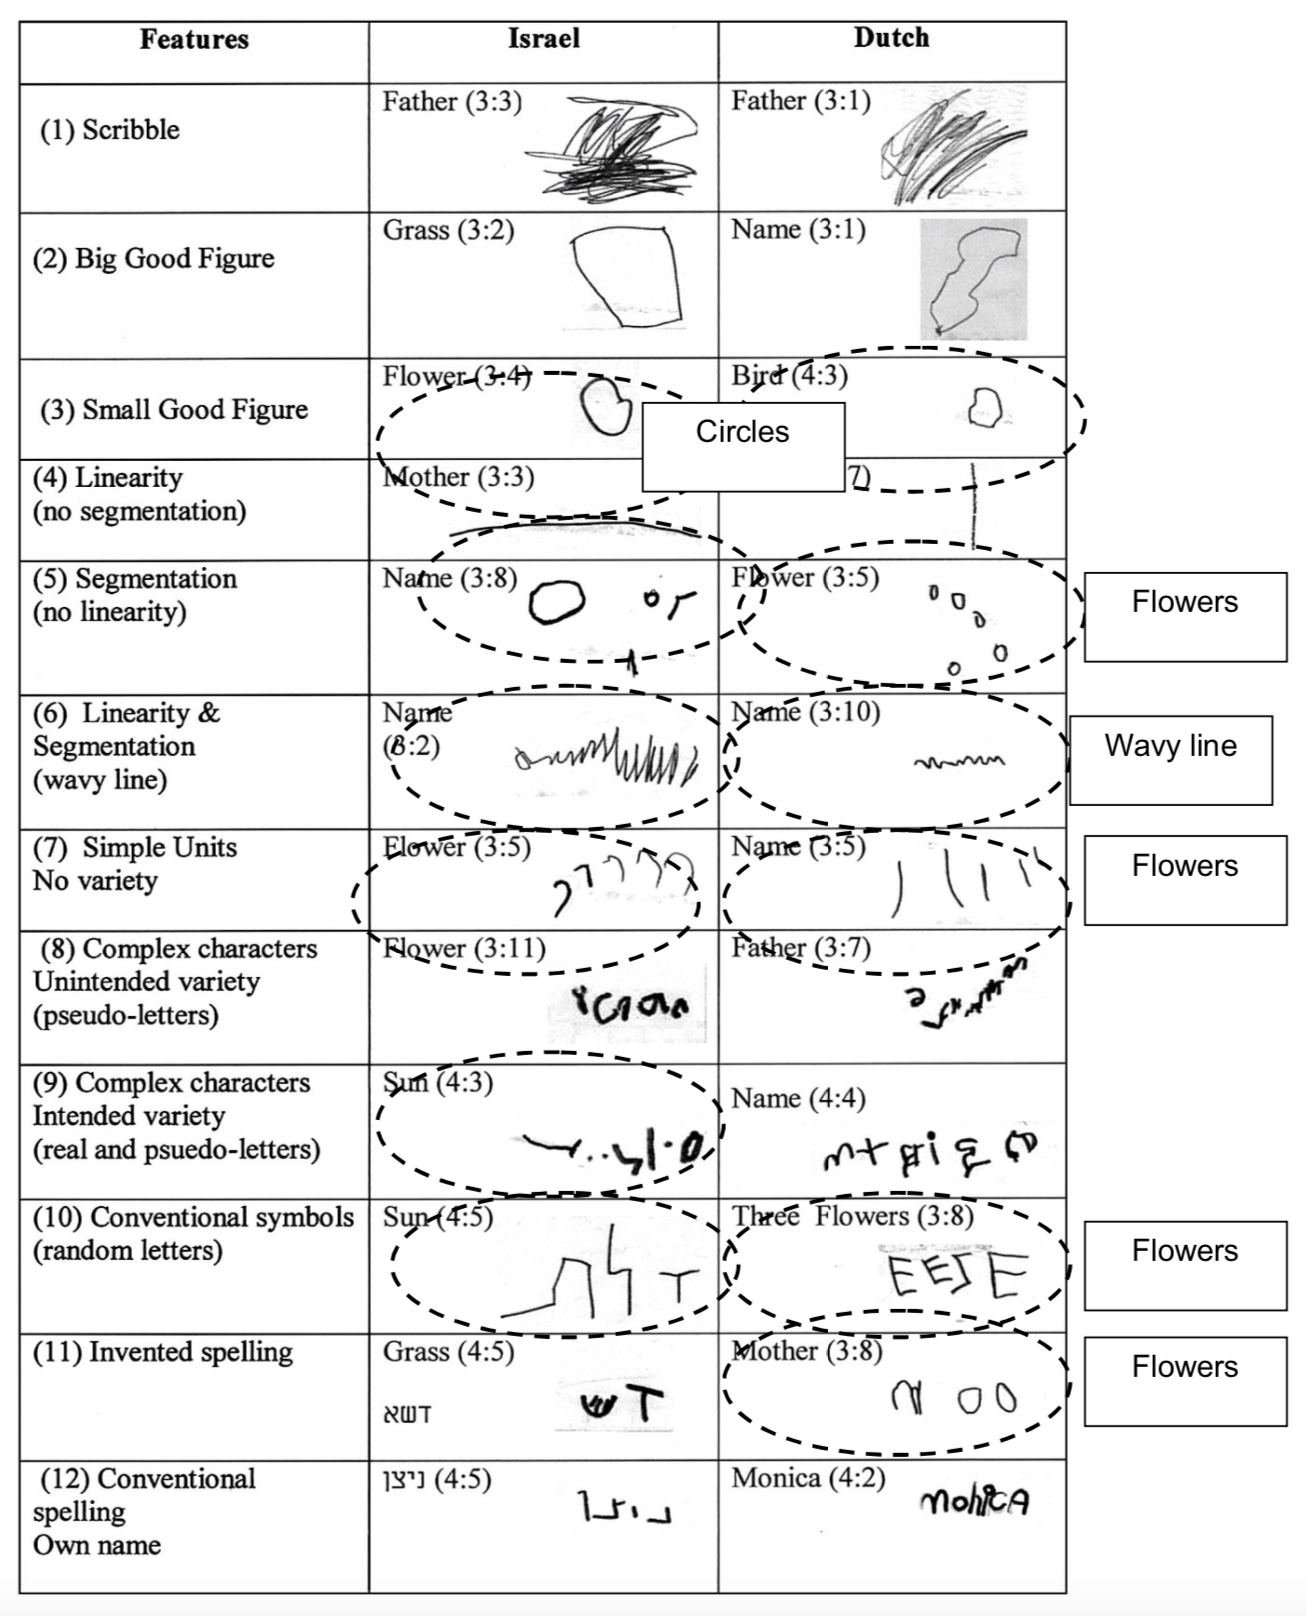 Features Israel Dutch
(1) Scribble
Father (3:3)
Father (3:1)
(2) Big Good Figure
Grass (3:2)
Name (3:1)
(3) Small Good Figure
Flower (3:4)
Bird (4:3)
Circles
(4) Linearity
(no segmentation)
Mother (3:3)
7)
(5) Segmentation
(no linearity)
Name (3:8)
Flower (3:5)
Flowers
(6) Linearity &
Segmentation
(wavy line)
Name
(3:2)
Name (3:10)
Wavy line
(7) Simple Units
No variety
Flower (3:5)
Name (3:5)
Flowers
(8) Complex characters
Unintended variety
(pseudo-letters)
Flower (3:11)
Father (3:7)
(9) Complex characters
Intended variety
(real and psuedo-letters)
Sun (4:3)
Name (4:4)
(10) Conventional symbols
(random letters)
Sun (4:5)
Three Flowers (3:8)
Flowers
(11) Invented spelling
Grass (4:5)
דשא
שT
Mother (3:8)
Flowers
(12) Conventional
spelling
Own name
ניצן (4:5)
Monica (4:2)
MohicA